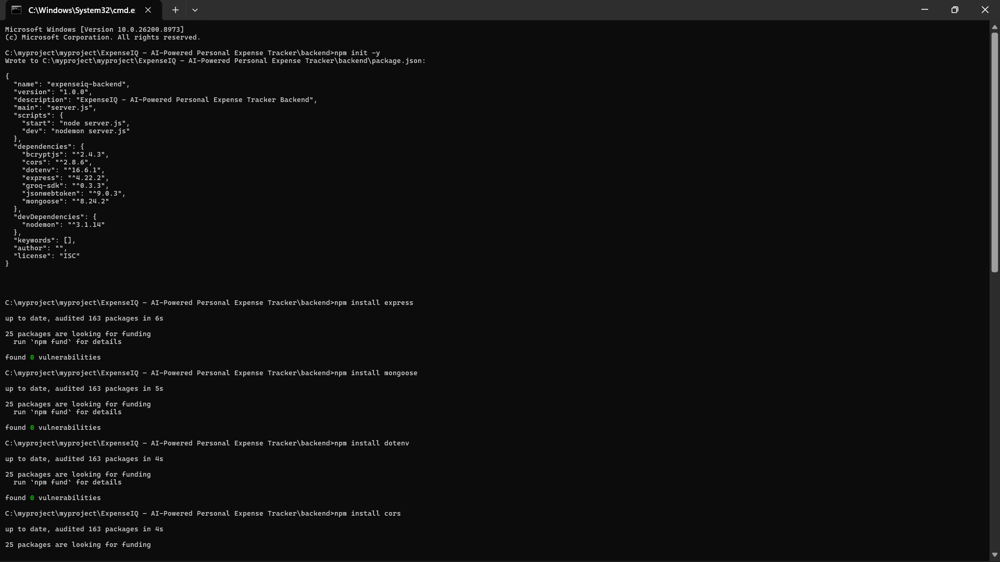 C:\Windows\System32\cmd.e
Microsoft Windows [Version 10.0.26200.8973]
(c) Microsoft Corporation. All rights reserved.
C:\myproject\myproject\ExpenseIQ - AI-Powered Personal Expense Tracker\backend>npm init -y
Wrote to C:\myproject\myproject\ExpenseIQ - AI-Powered Personal Expense Tracker\backend\package.json:
{
  "name": "expenseiq-backend",
  "version": "1.0.0",
  "description": "ExpenseIQ - AI-Powered Personal Expense Tracker Backend",
  "main": "server.js",
  "scripts": {
    "start": "node server.js",
    "dev": "nodemon server.js"
  },
  "dependencies": {
    "bcryptjs": "^2.4.3",
    "cors": "^2.8.6",
    "dotenv": "^16.6.1",
    "express": "^4.22.2",
    "groq-sdk": "^0.3.3",
    "jsonwebtoken": "^9.0.3",
    "mongoose": "^8.24.2"
  },
  "devDependencies": {
    "nodemon": "^3.1.14"
  },
  "keywords": [],
  "author": "",
  "license": "ISC"
}
C:\myproject\myproject\ExpenseIQ - AI-Powered Personal Expense Tracker\backend>npm install express
up to date, audited 163 packages in 6s
25 packages are looking for funding
  run `npm fund` for details
found 0 vulnerabilities
C:\myproject\myproject\ExpenseIQ - AI-Powered Personal Expense Tracker\backend>npm install mongoose
up to date, audited 163 packages in 5s
25 packages are looking for funding
  run `npm fund` for details
found 0 vulnerabilities
C:\myproject\myproject\ExpenseIQ - AI-Powered Personal Expense Tracker\backend>npm install dotenv
up to date, audited 163 packages in 4s
25 packages are looking for funding
  run `npm fund` for details
found 0 vulnerabilities
C:\myproject\myproject\ExpenseIQ - AI-Powered Personal Expense Tracker\backend>npm install cors
up to date, audited 163 packages in 4s
25 packages are looking for funding